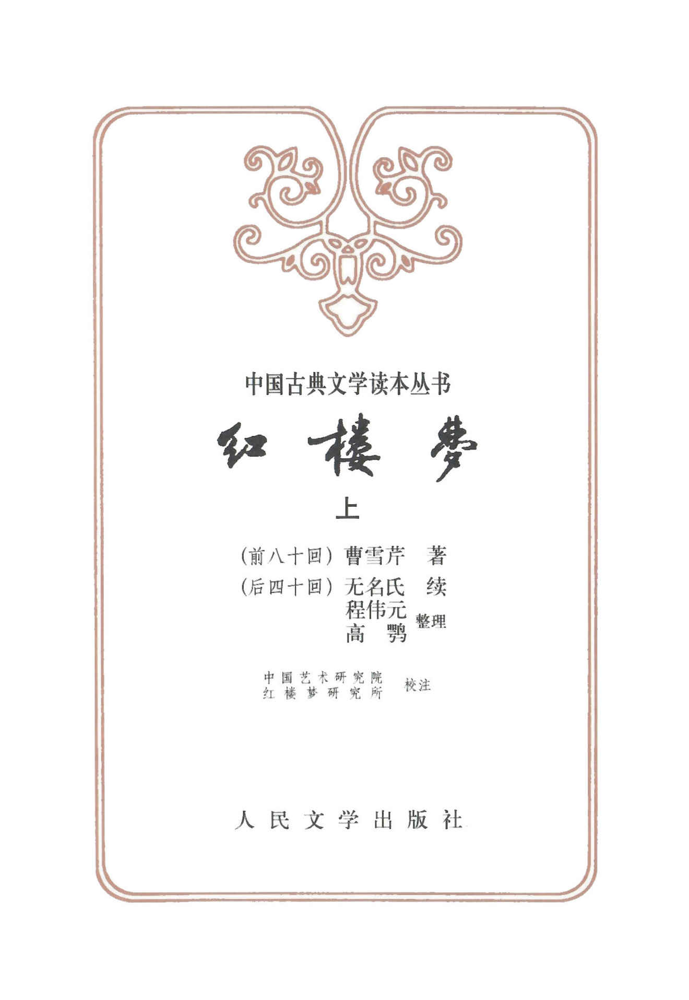 中国古典文学读本丛书
红楼夢
上
(前八十回) 曹雪芹 著
(后四十回) 无名氏 续
程伟元
高鹗 整理
中国艺术研究院
红楼梦研究所 校注
人民文学出版社